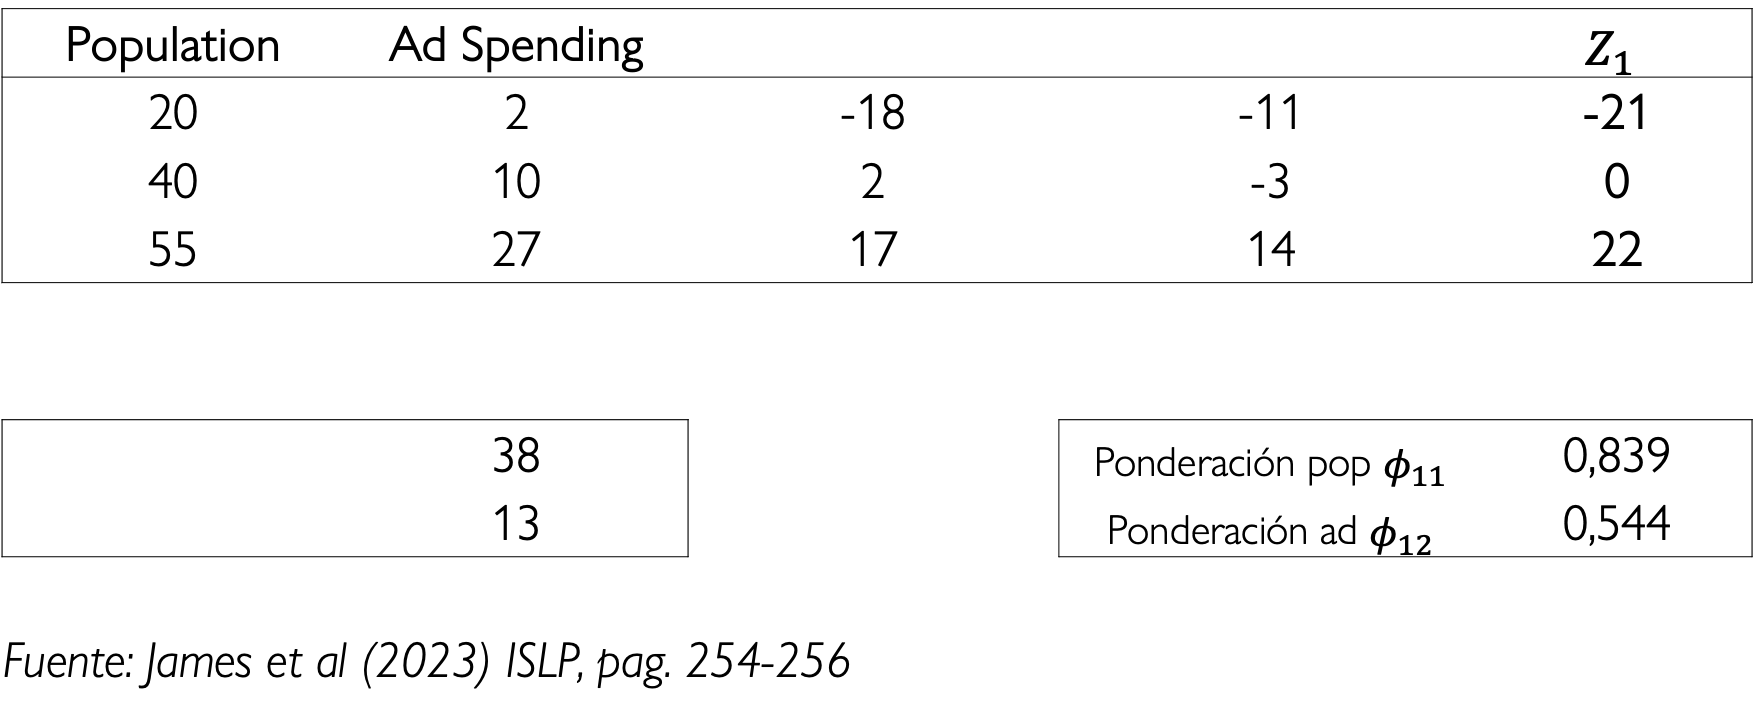 Population Ad Spending Z₁
20 2 -18 -11 -21
40 10 2 -3 0
55 27 17 14 22
38
13
Ponderación pop ϕ₁₁ 0,839
Ponderación ad ϕ₁₂ 0,544
Fuente: James et al (2023) ISLP, pag. 254-256